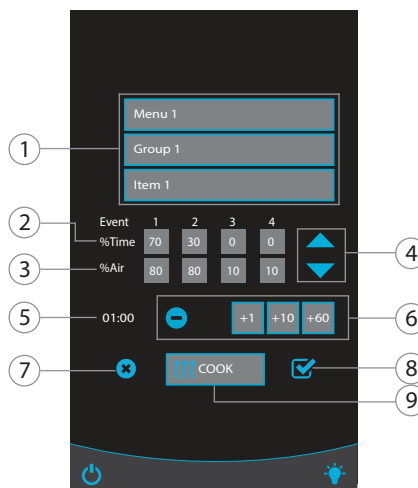 Menu 1
1 Group 1
Item 1
2 Event 1 2 3 4
%Time 70 30 0 0
3 %Air 80 80 10 10
4
5 01:00 +1 +10 +60 6
7 COOK 8
9